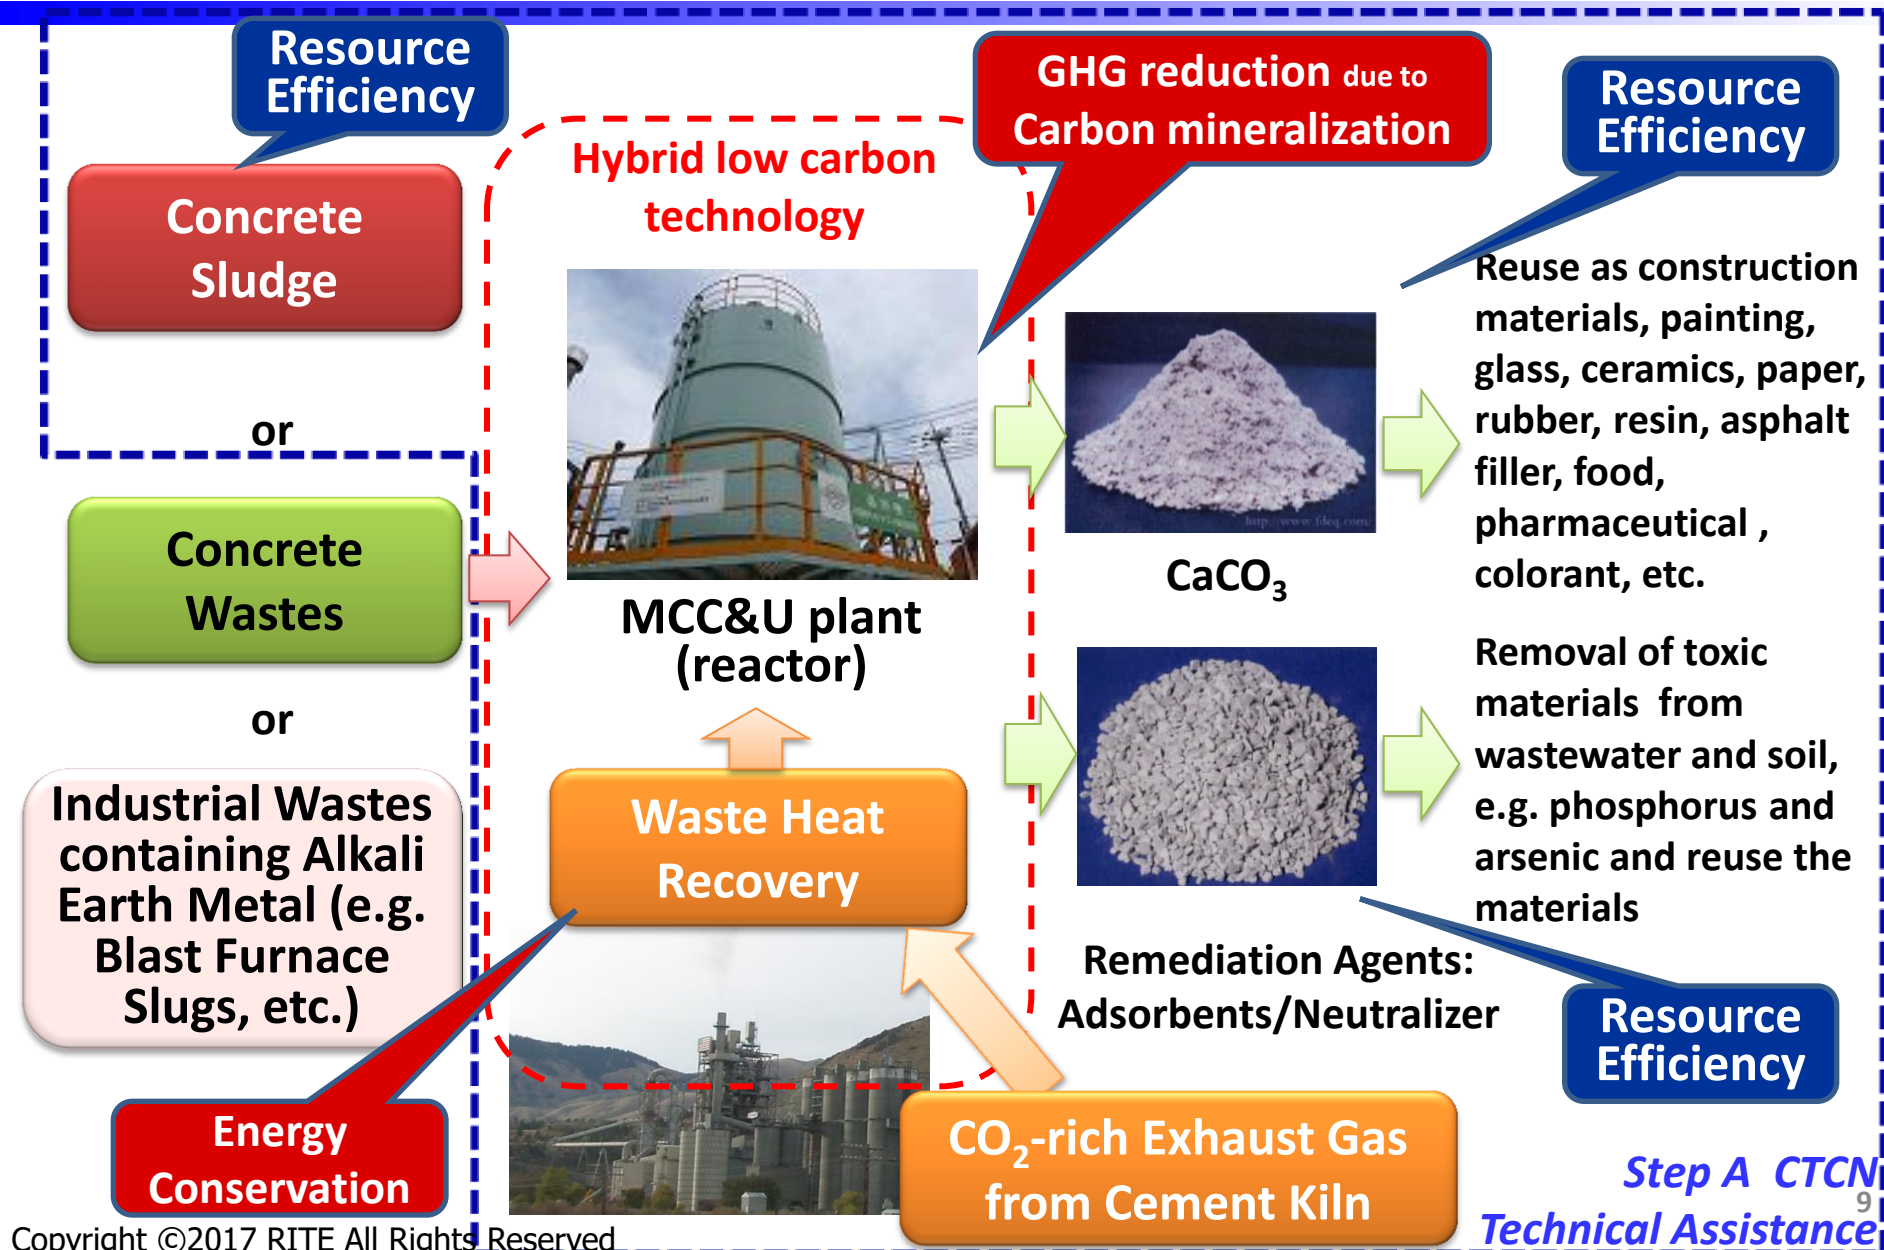 Resource
Efficiency
GHG reduction due to
Carbon mineralization
Resource
Efficiency
Concrete
Sludge
or
Concrete
Wastes
or
Industrial Wastes
containing Alkali
Earth Metal (e.g.
Blast Furnace
Slugs, etc.)
Energy
Conservation
Hybrid low carbon
technology
MCC&U plant
(reactor)
Waste Heat
Recovery
CO₂-rich Exhaust Gas
from Cement Kiln
http://www.fdeq.com/
CaCO₃
Remediation Agents:
Adsorbents/Neutralizer
Reuse as construction
materials, painting,
glass, ceramics, paper,
rubber, resin, asphalt
filler, food,
pharmaceutical ,
colorant, etc.
Removal of toxic
materials from
wastewater and soil,
e.g. phosphorus and
arsenic and reuse the
materials
Resource
Efficiency
Step A CTCN
9
Technical Assistance
Copyright ©2017 RITE All Rights Reserved